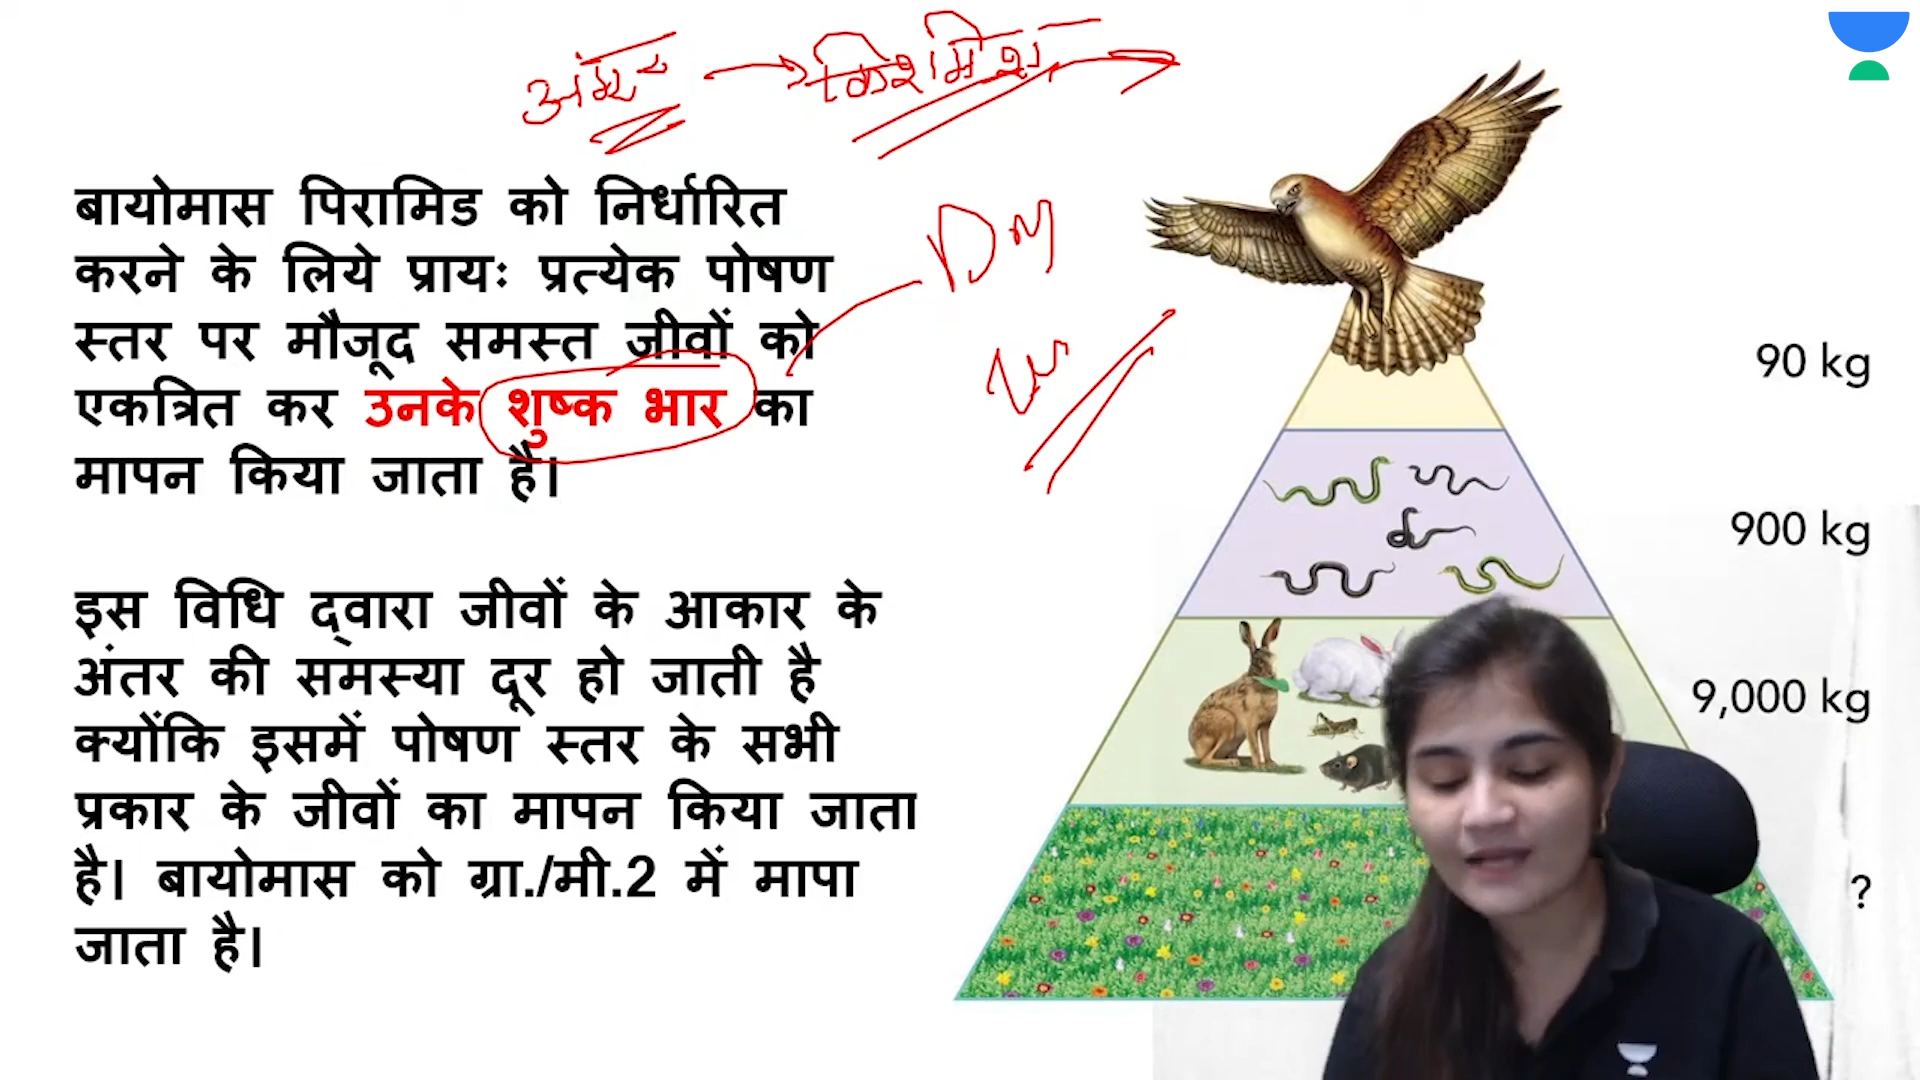 अंगूर → किशमिश →
बायोमास पिरामिड को निर्धारित
करने के लिये प्रायः प्रत्येक पोषण
स्तर पर मौजूद समस्त जीवों को
एकत्रित कर उनके शुष्क भार का
मापन किया जाता है।
इस विधि द्वारा जीवों के आकार के
अंतर की समस्या दूर हो जाती है
क्योंकि इसमें पोषण स्तर के सभी
प्रकार के जीवों का मापन किया जाता
है। बायोमास को ग्रा./मी.2 में मापा
जाता है।
90 kg
900 kg
9,000 kg
?